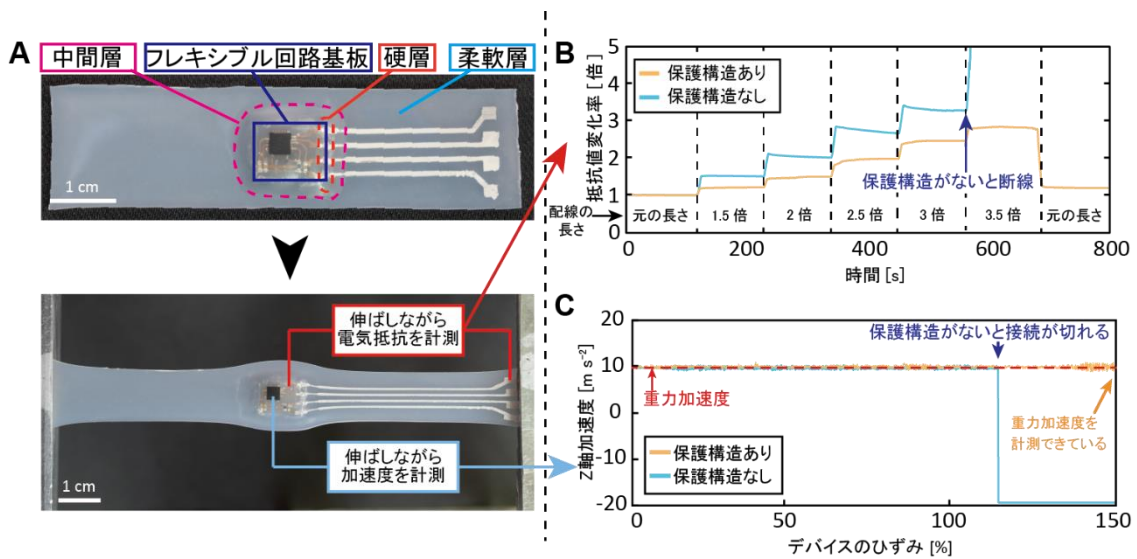 A
中間層
フレキシブル回路基板
硬層
柔軟層
1 cm
伸ばしながら
電気抵抗を計測
伸ばしながら
加速度を計測
1 cm
B
抵抗値変化率 [倍]
5
4
3
2
1
0
保護構造あり
保護構造なし
保護構造がないと断線
配線の
長さ
元の長さ
1.5 倍
2 倍
2.5 倍
3 倍
3.5 倍
元の長さ
0
200
400
600
800
時間 [s]
C
Z軸加速度 [m s⁻²]
20
10
0
-10
-20
保護構造がないと接続が切れる
重力加速度
重力加速度を
計測できている
保護構造あり
保護構造なし
0
50
100
150
デバイスのひずみ [%]